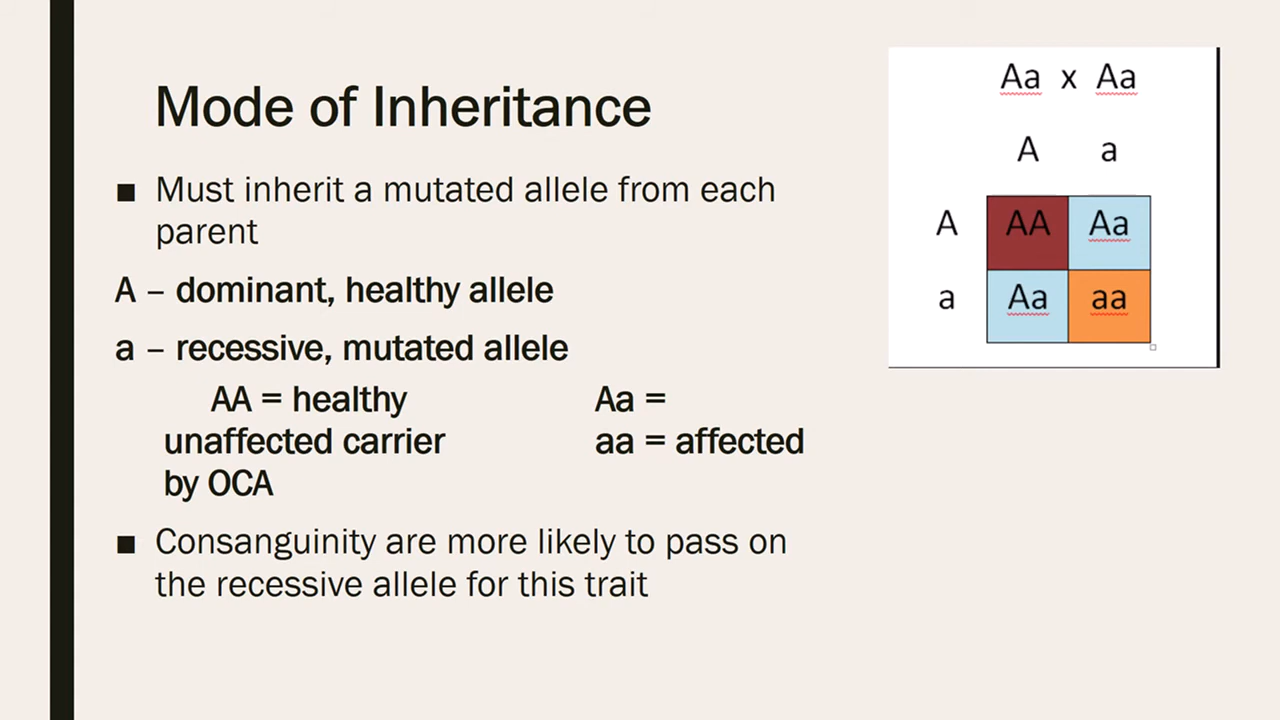 Mode of Inheritance
■ Must inherit a mutated allele from each
parent
A – dominant, healthy allele
a – recessive, mutated allele
AA = healthy Aa =
unaffected carrier aa = affected
by OCA
■ Consanguinity are more likely to pass on
the recessive allele for this trait
Aa x Aa
A a
A AA Aa
a Aa aa